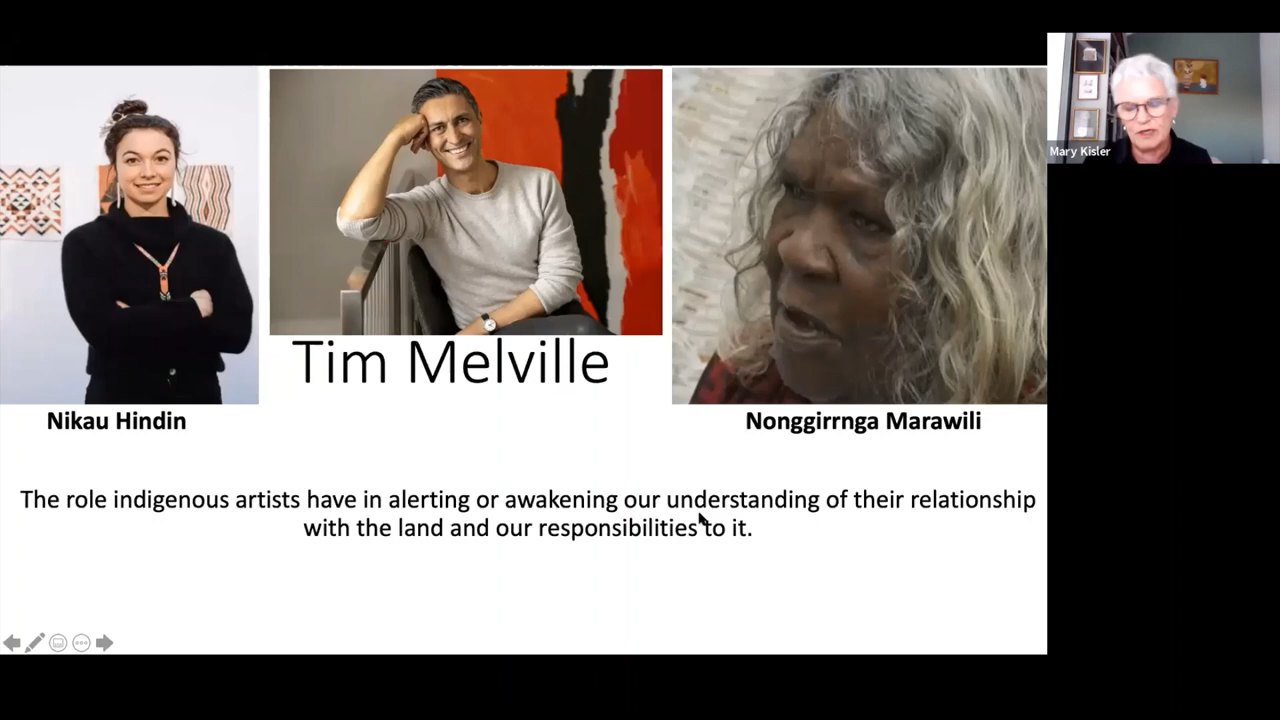 Mary Kisler
Tim Melville
Nikau Hindin
Nonggirrnga Marawili
The role indigenous artists have in alerting or awakening our understanding of their relationship
with the land and our responsibilities to it.